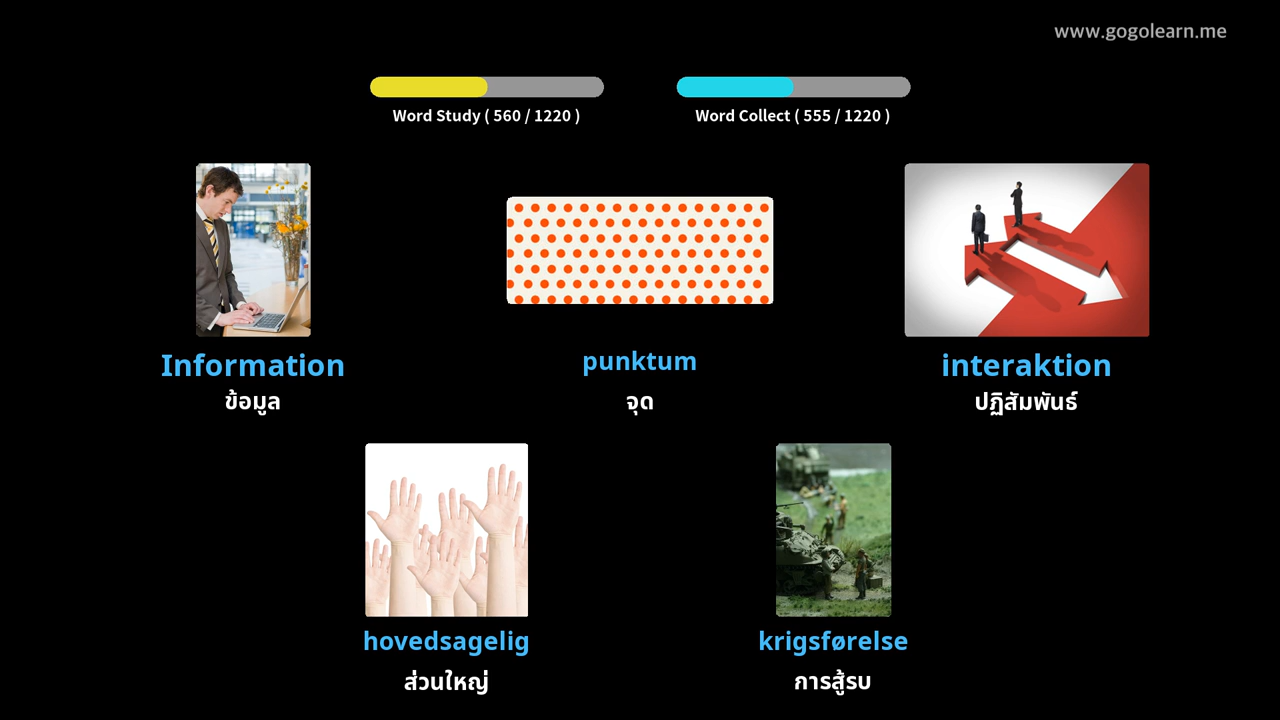 www.gogolearn.me
Word Study ( 560 / 1220 )
Word Collect ( 555 / 1220 )
Information
ข้อมูล
punktum
จุด
interaktion
ปฏิสัมพันธ์
hovedsagelig
ส่วนใหญ่
krigsførelse
การสู้รบ